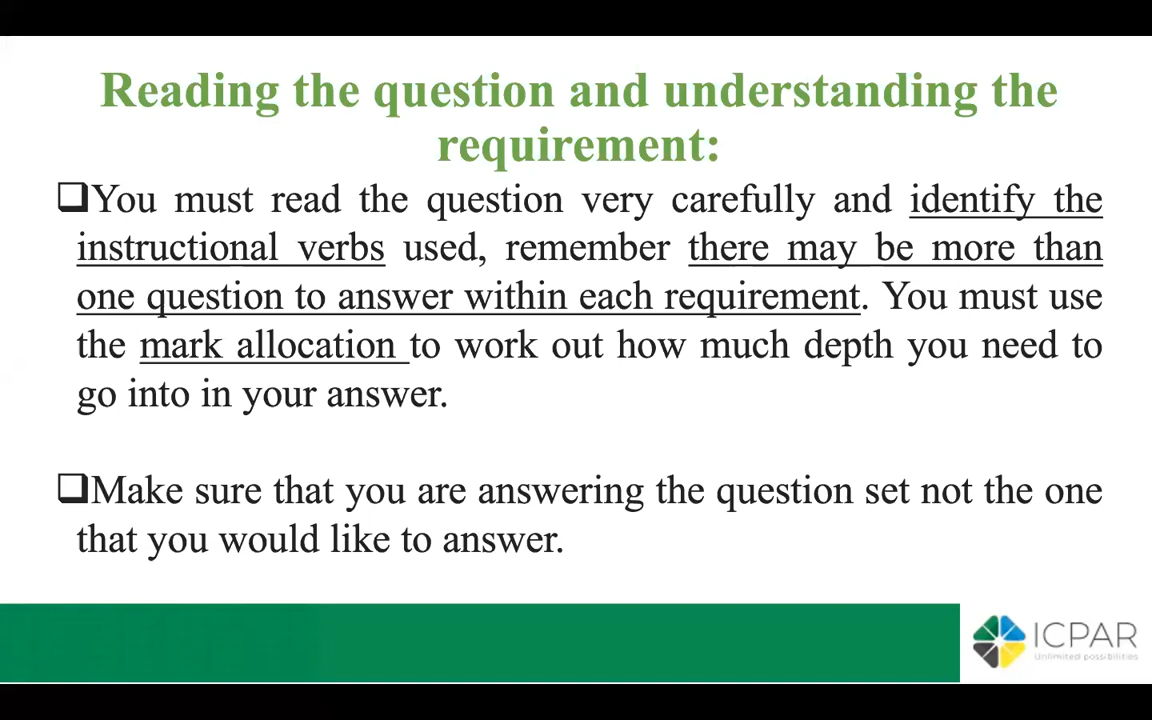 Reading the question and understanding the
requirement:
❑You must read the question very carefully and identify the
instructional verbs used, remember there may be more than
one question to answer within each requirement. You must use
the mark allocation to work out how much depth you need to
go into in your answer.
❑Make sure that you are answering the question set not the one
that you would like to answer.
ICPAR
Unlimited possibilities